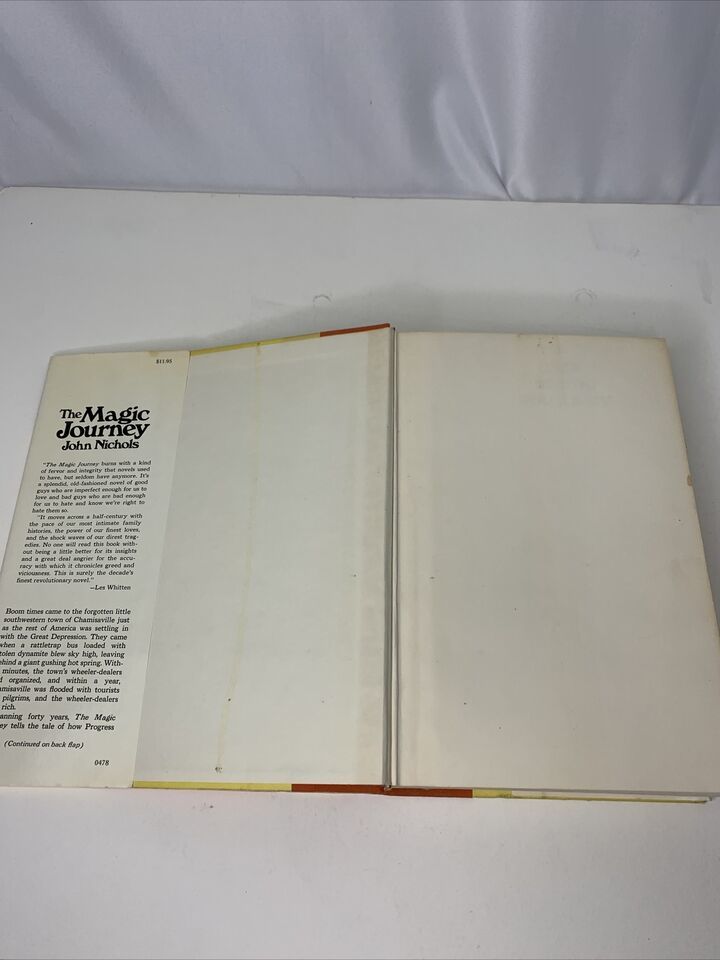 $11.95
The Magic
Journey
John Nichols
"The Magic Journey burns with a kind
of fervor and integrity that novels used
to have, but seldom have anymore. It's
a splendid, old-fashioned novel of good
guys who are imperfect enough for us to
love and bad guys who are bad enough
for us to hate and know we're right to
hate them so.
"It moves across a half-century with
the pace of our most intimate family
histories, the power of our finest loves,
and the shock waves of our direst trag-
edies. No one will read this book with-
out being a little better for its insights
and a great deal angrier for the accu-
racy with which it chronicles greed and
viciousness. This is surely the decade's
finest revolutionary novel."
—Les Whitten
Boom times came to the forgotten little
southwestern town of Chamisaville just
as the rest of America was settling in
with the Great Depression. They came
when a rattletrap bus loaded with
tolen dynamite blew sky high, leaving
ehind a giant gushing hot spring. With-
minutes, the town's wheeler-dealers
organized, and within a year,
amisaville was flooded with tourists
pilgrims, and the wheeler-dealers
rich.
anning forty years, The Magic
ey tells the tale of how Progress
(Continued on back flap)
0478